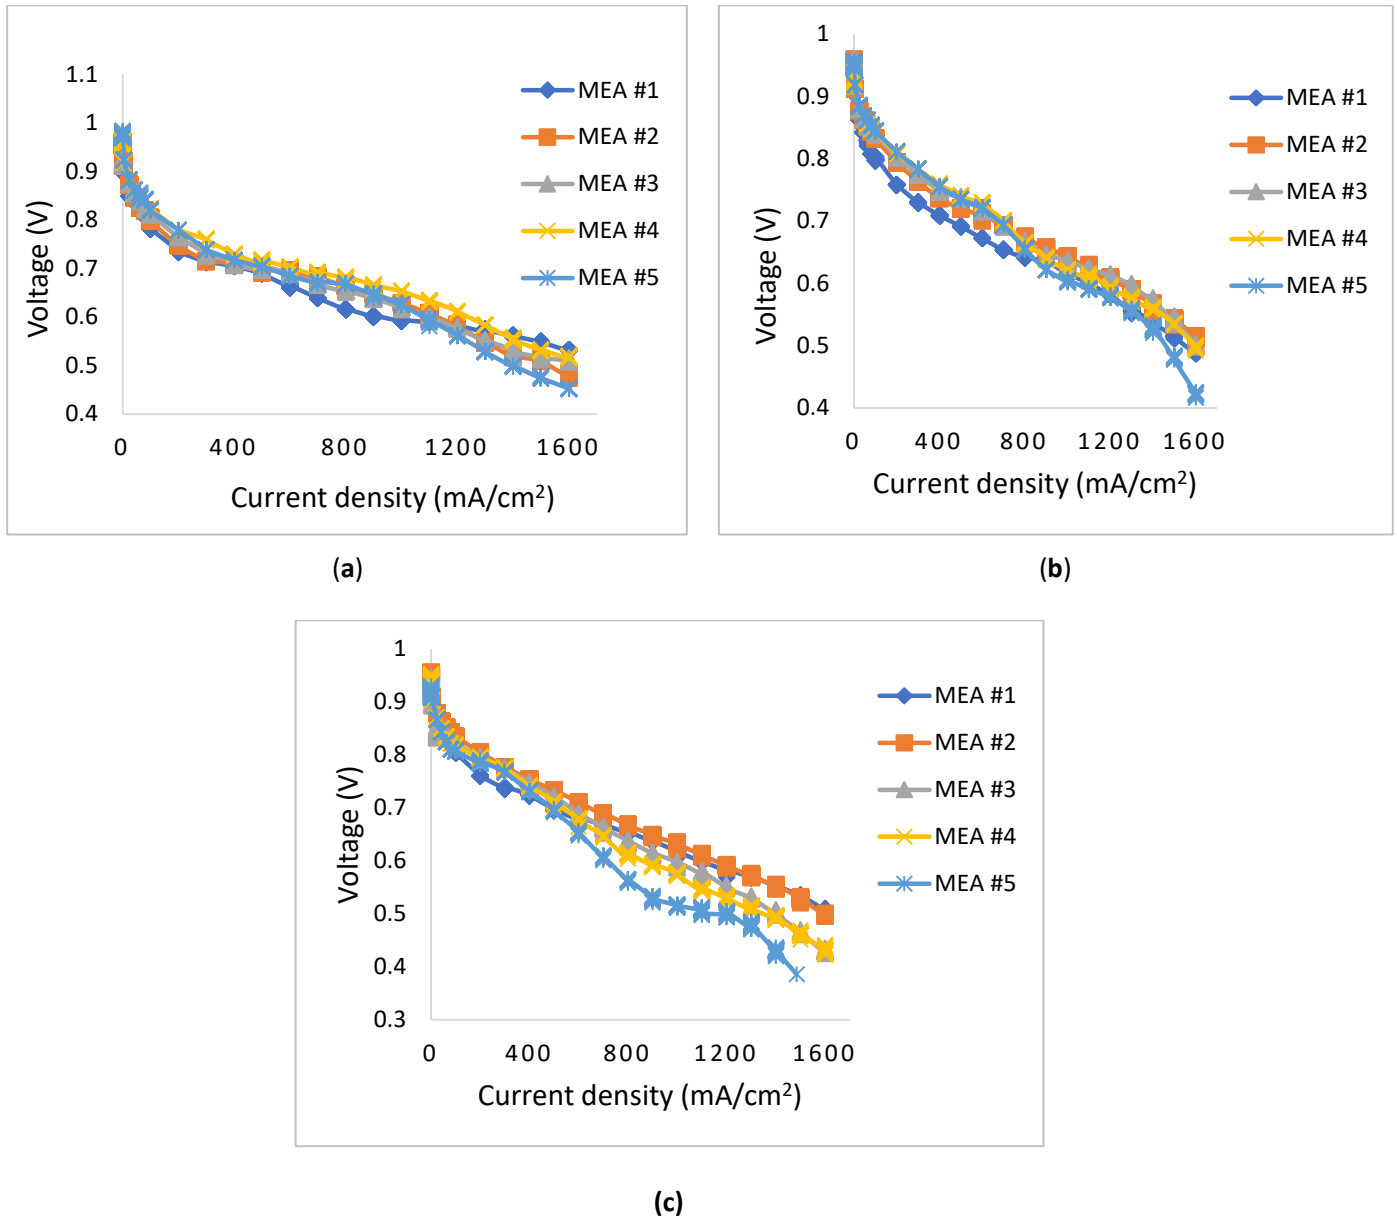 1.1
1
0.9
0.8
0.7
0.6
0.5
0.4
Voltage (V)
0 400 800 1200 1600
Current density (mA/cm²)
MEA #1
MEA #2
MEA #3
MEA #4
MEA #5
(a)
1
0.9
0.8
0.7
0.6
0.5
0.4
Voltage (V)
0 400 800 1200 1600
Current density (mA/cm²)
MEA #1
MEA #2
MEA #3
MEA #4
MEA #5
(b)
1
0.9
0.8
0.7
0.6
0.5
0.4
0.3
Voltage (V)
0 400 800 1200 1600
Current density (mA/cm²)
MEA #1
MEA #2
MEA #3
MEA #4
MEA #5
(c)